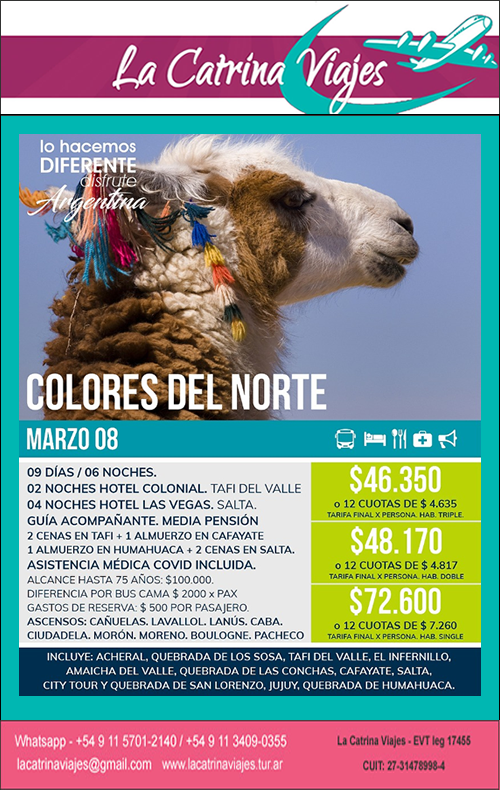 La Catrina Viajes
lo hacemos
DIFERENTE
disfrute
Argentina
COLORES DEL NORTE
MARZO 08
09 DÍAS / 06 NOCHES.
02 NOCHES HOTEL COLONIAL. TAFI DEL VALLE
04 NOCHES HOTEL LAS VEGAS. SALTA.
GUÍA ACOMPAÑANTE. MEDIA PENSIÓN
2 CENAS EN TAFI + 1 ALMUERZO EN CAFAYATE
1 ALMUERZO EN HUMAHUACA + 2 CENAS EN SALTA.
ASISTENCIA MÉDICA COVID INCLUIDA.
ALCANCE HASTA 75 AÑOS: $100.000.
DIFERENCIA POR BUS CAMA $ 2000 x PAX
GASTOS DE RESERVA: $ 500 POR PASAJERO.
ASCENSOS: CAÑUELAS. LAVALLOL. LANÚS. CABA.
CIUDADELA. MORÓN. MORENO. BOULOGNE. PACHECO
$46.350
o 12 CUOTAS DE $ 4.635
TARIFA FINAL X PERSONA. HAB. TRIPLE.
$48.170
o 12 CUOTAS DE $ 4.817
TARIFA FINAL X PERSONA. HAB. DOBLE
$72.600
o 12 CUOTAS DE $ 7.260
TARIFA FINAL X PERSONA. HAB. SINGLE
INCLUYE: ACHERAL, QUEBRADA DE LOS SOSA, TAFI DEL VALLE, EL INFERNILLO,
AMAICHA DEL VALLE, QUEBRADA DE LAS CONCHAS, CAFAYATE, SALTA,
CITY TOUR Y QUEBRADA DE SAN LORENZO, JUJUY, QUEBRADA DE HUMAHUACA.
Whatsapp - +54 9 11 5701-2140 / +54 9 11 3409-0355
lacatrinaviajes@gmail.com www.lacatrinaviajes.tur.ar
La Catrina Viajes - EVT leg 17455
CUIT: 27-31478998-4